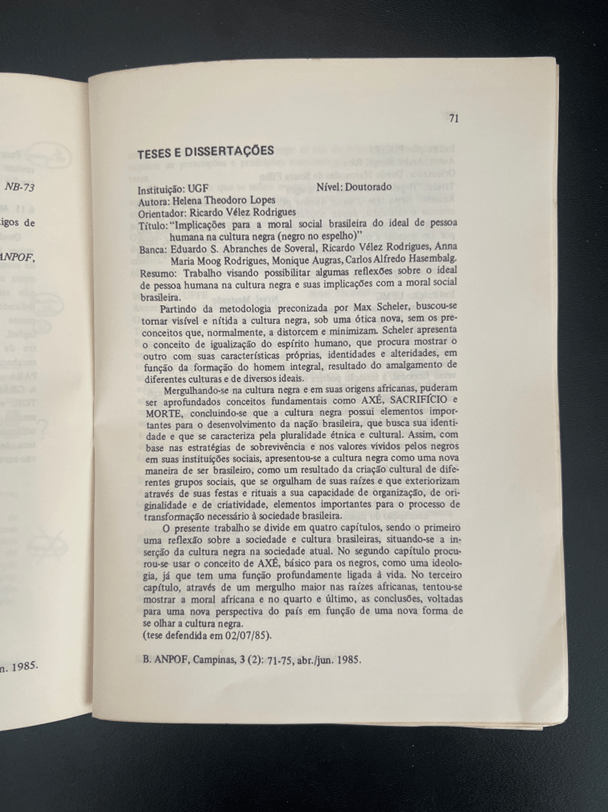 NB-73
tigos de
ANPOF,
n. 1985.
71
TESES E DISSERTAÇÕES
Instituição: UGF Nível: Doutorado
Autora: Helena Theodoro Lopes
Orientador: Ricardo Vélez Rodrigues
Título: "Implicações para a moral social brasileira do ideal de pessoa
humana na cultura negra (negro no espelho)"
Banca: Eduardo S. Abranches de Soveral, Ricardo Vélez Rodrigues, Anna
Maria Moog Rodrigues, Monique Augras, Carlos Alfredo Hasembalg.
Resumo: Trabalho visando possibilitar algumas reflexões sobre o ideal
de pessoa humana na cultura negra e suas implicações com a moral social
brasileira.
Partindo da metodologia preconizada por Max Scheler, buscou-se
tornar visível e nítida a cultura negra, sob uma ótica nova, sem os pre-
conceitos que, normalmente, a distorcem e minimizam. Scheler apresenta
o conceito de igualização do espírito humano, que procura mostrar o
outro com suas características próprias, identidades e alteridades, em
função da formação do homem integral, resultado do amalgamento de
diferentes culturas e de diversos ideais.
Mergulhando-se na cultura negra e em suas origens africanas, puderam
ser aprofundados conceitos fundamentais como AXÉ, SACRIFÍCIO e
MORTE, concluindo-se que a cultura negra possui elementos impor-
tantes para o desenvolvimento da nação brasileira, que busca sua identi-
dade e que se caracteriza pela pluralidade étnica e cultural. Assim, com
base nas estratégias de sobrevivência e nos valores vividos pelos negros
em suas instituições sociais, apresentou-se a cultura negra como uma nova
maneira de ser brasileiro, como um resultado da criação cultural de dife-
rentes grupos sociais, que se orgulham de suas raízes e que exteriorizam
através de suas festas e rituais a sua capacidade de organização, de ori-
ginalidade e de criatividade, elementos importantes para o processo de
transformação necessário à sociedade brasileira.
O presente trabalho se divide em quatro capítulos, sendo o primeiro
uma reflexão sobre a sociedade e cultura brasileiras, situando-se a in-
serção da cultura negra na sociedade atual. No segundo capítulo procu-
rou-se usar o conceito de AXÉ, básico para os negros, como uma ideolo-
gia, já que tem uma função profundamente ligada à vida. No terceiro
capítulo, através de um mergulho maior nas raízes africanas, tentou-se
mostrar a moral africana e no quarto e último, as conclusões, voltadas
para uma nova perspectiva do país em função de uma nova forma de
se olhar a cultura negra.
(tese defendida em 02/07/85).
B. ANPOF, Campinas, 3 (2): 71-75, abr./jun. 1985.